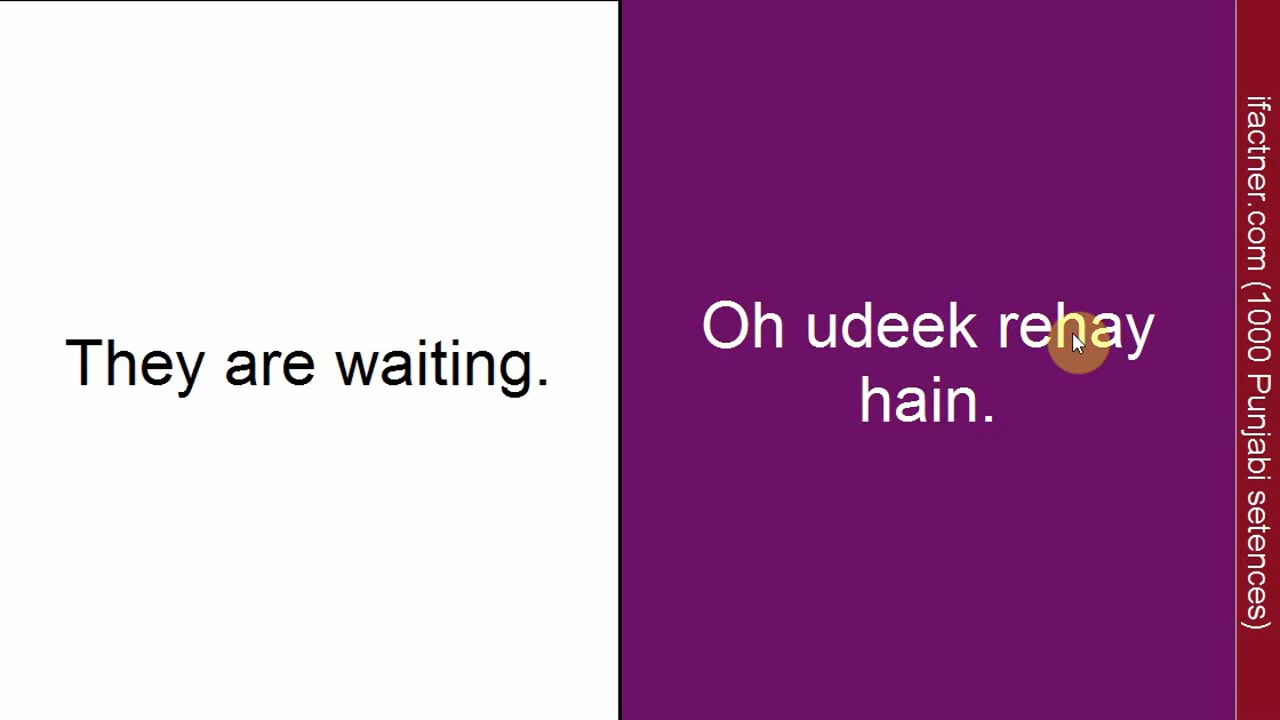 They are waiting.
Oh udeek rehay
hain.
ifactner.com (1000 Punjabi setences)